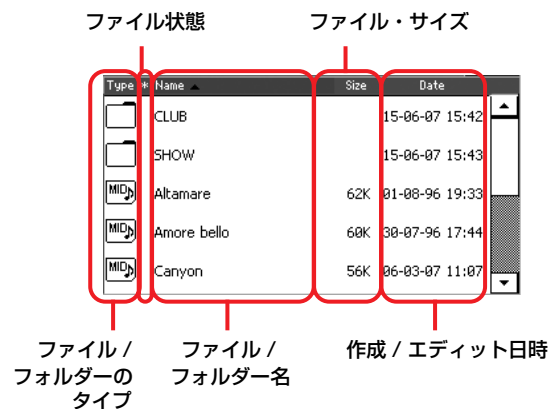 ファイル状態 ファイル・サイズ
Type * Name Size Date
CLUB 15-06-07 15:42
SHOW 15-06-07 15:43
MID Altamare 62K 01-08-96 19:33
MID Amore bello 60K 30-07-96 17:44
MID Canyon 56K 06-03-07 11:07
ファイル /
フォルダーの
タイプ
ファイル /
フォルダー名
作成 / エディット日時